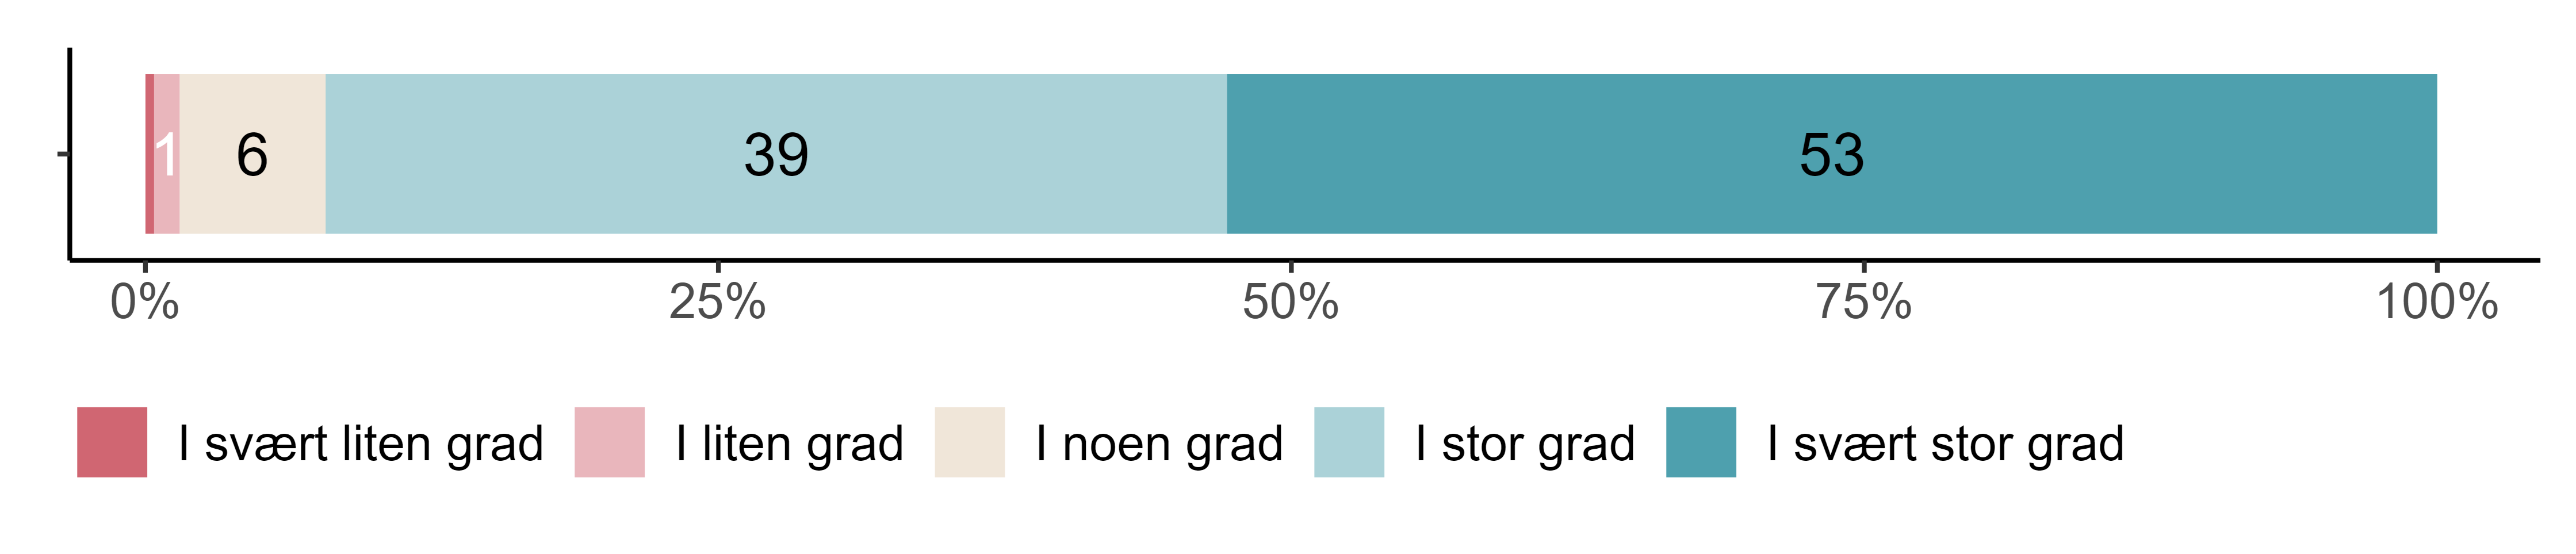 1 6 39 53
0% 25% 50% 75% 100%
I svært liten grad I liten grad I noen grad I stor grad I svært stor grad